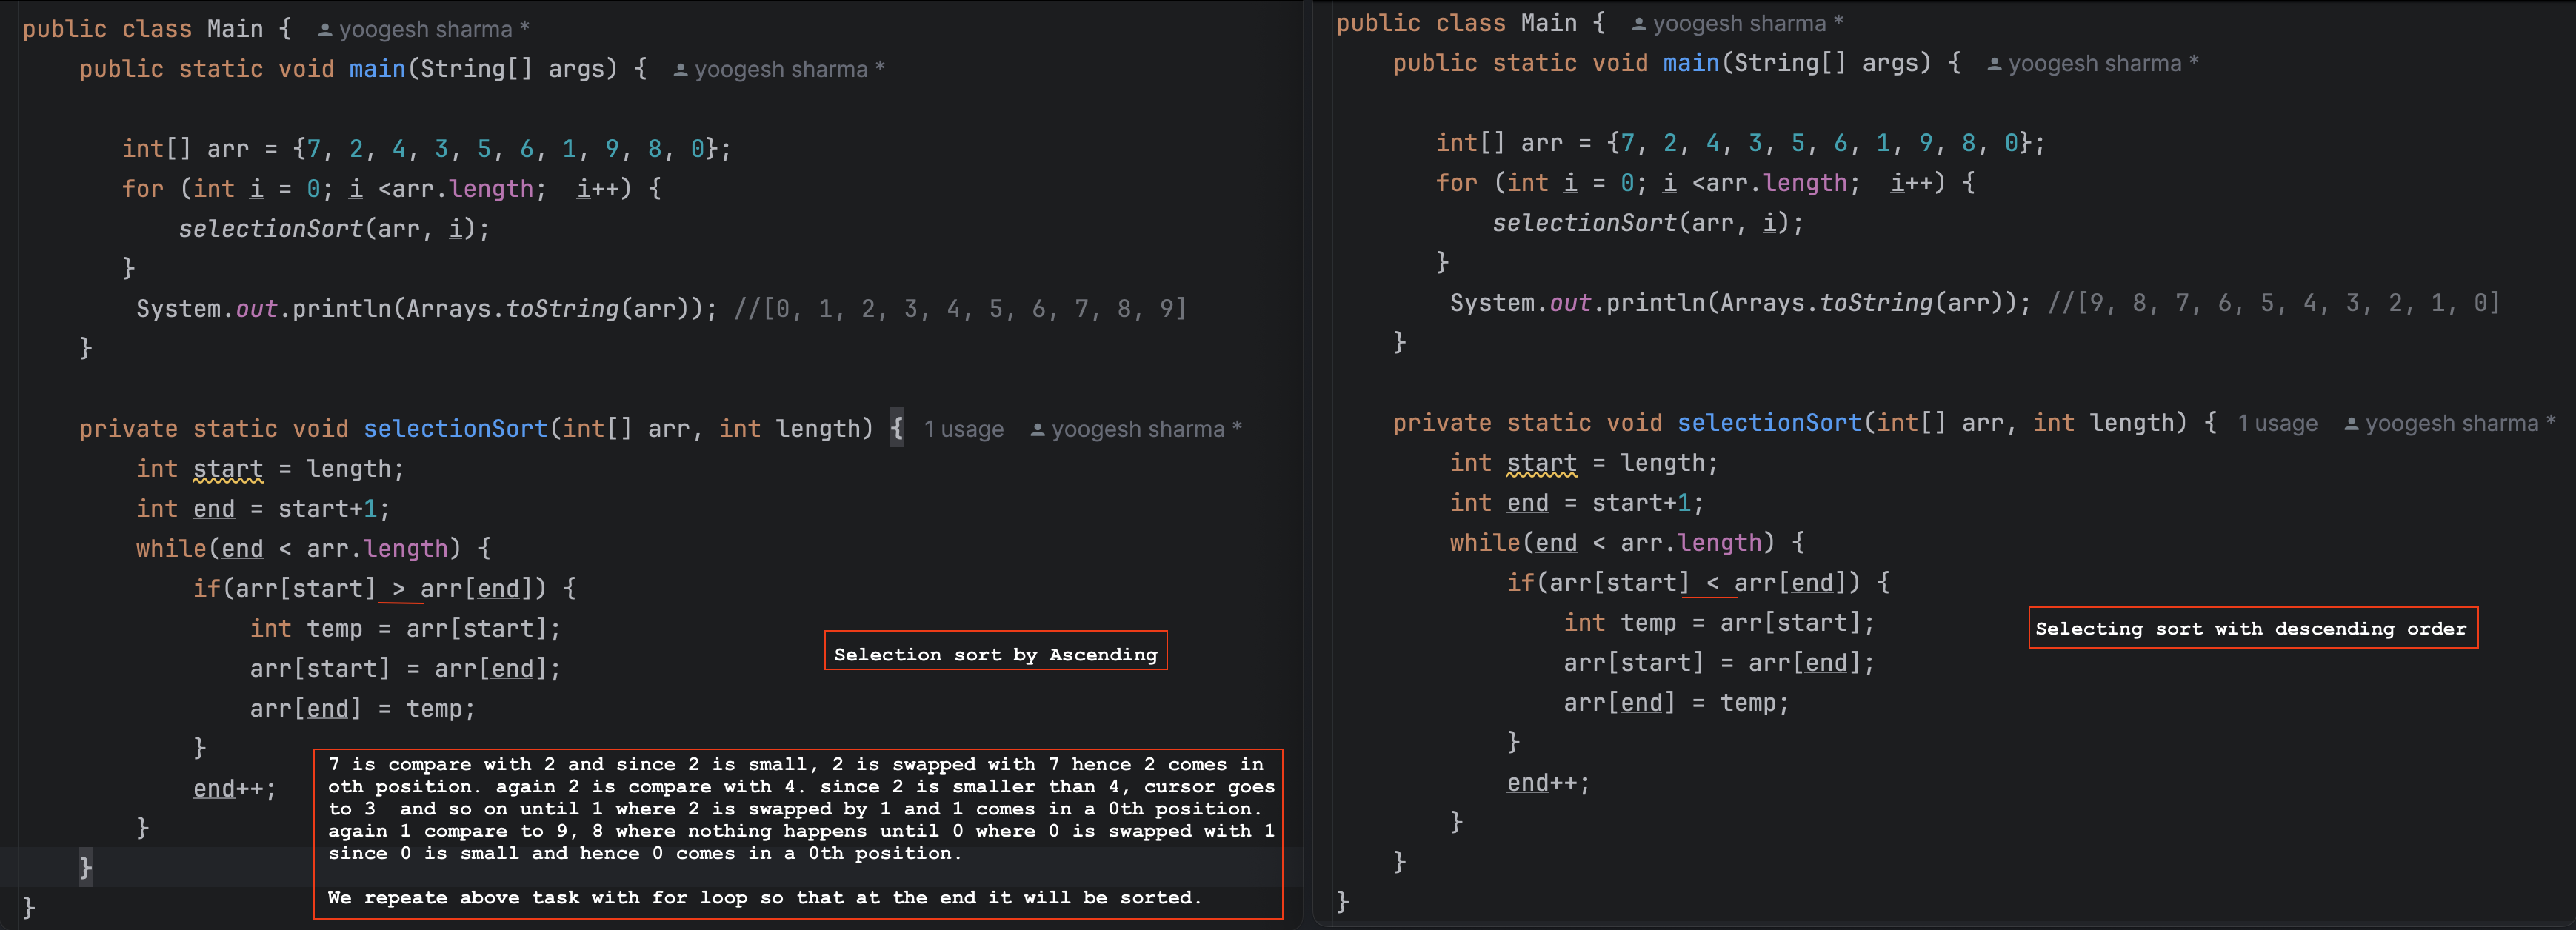 public class Main {  yoogesh sharma *
public static void main(String[] args) {  yoogesh sharma *
int[] arr = {7, 2, 4, 3, 5, 6, 1, 9, 8, 0};
for (int i = 0; i <arr.length;  i++) {
selectionSort(arr, i);
}
System.out.println(Arrays.toString(arr)); //[0, 1, 2, 3, 4, 5, 6, 7, 8, 9]
}
private static void selectionSort(int[] arr, int length) {  1 usage  yoogesh sharma *
int start = length;
int end = start+1;
while(end < arr.length) {
if(arr[start] > arr[end]) {
int temp = arr[start];
arr[start] = arr[end];
arr[end] = temp;
}
end++;
}
}
}
Selection sort by Ascending
7 is compare with 2 and since 2 is small, 2 is swapped with 7 hence 2 comes in
oth position. again 2 is compare with 4. since 2 is smaller than 4, cursor goes
to 3  and so on until 1 where 2 is swapped by 1 and 1 comes in a 0th position.
again 1 compare to 9, 8 where nothing happens until 0 where 0 is swapped with 1
since 0 is small and hence 0 comes in a 0th position.
We repeate above task with for loop so that at the end it will be sorted.
public class Main {  yoogesh sharma *
public static void main(String[] args) {  yoogesh sharma *
int[] arr = {7, 2, 4, 3, 5, 6, 1, 9, 8, 0};
for (int i = 0; i <arr.length;  i++) {
selectionSort(arr, i);
}
System.out.println(Arrays.toString(arr)); //[9, 8, 7, 6, 5, 4, 3, 2, 1, 0]
}
private static void selectionSort(int[] arr, int length) {  1 usage  yoogesh sharma *
int start = length;
int end = start+1;
while(end < arr.length) {
if(arr[start] < arr[end]) {
int temp = arr[start];
arr[start] = arr[end];
arr[end] = temp;
}
end++;
}
}
}
Selecting sort with descending order